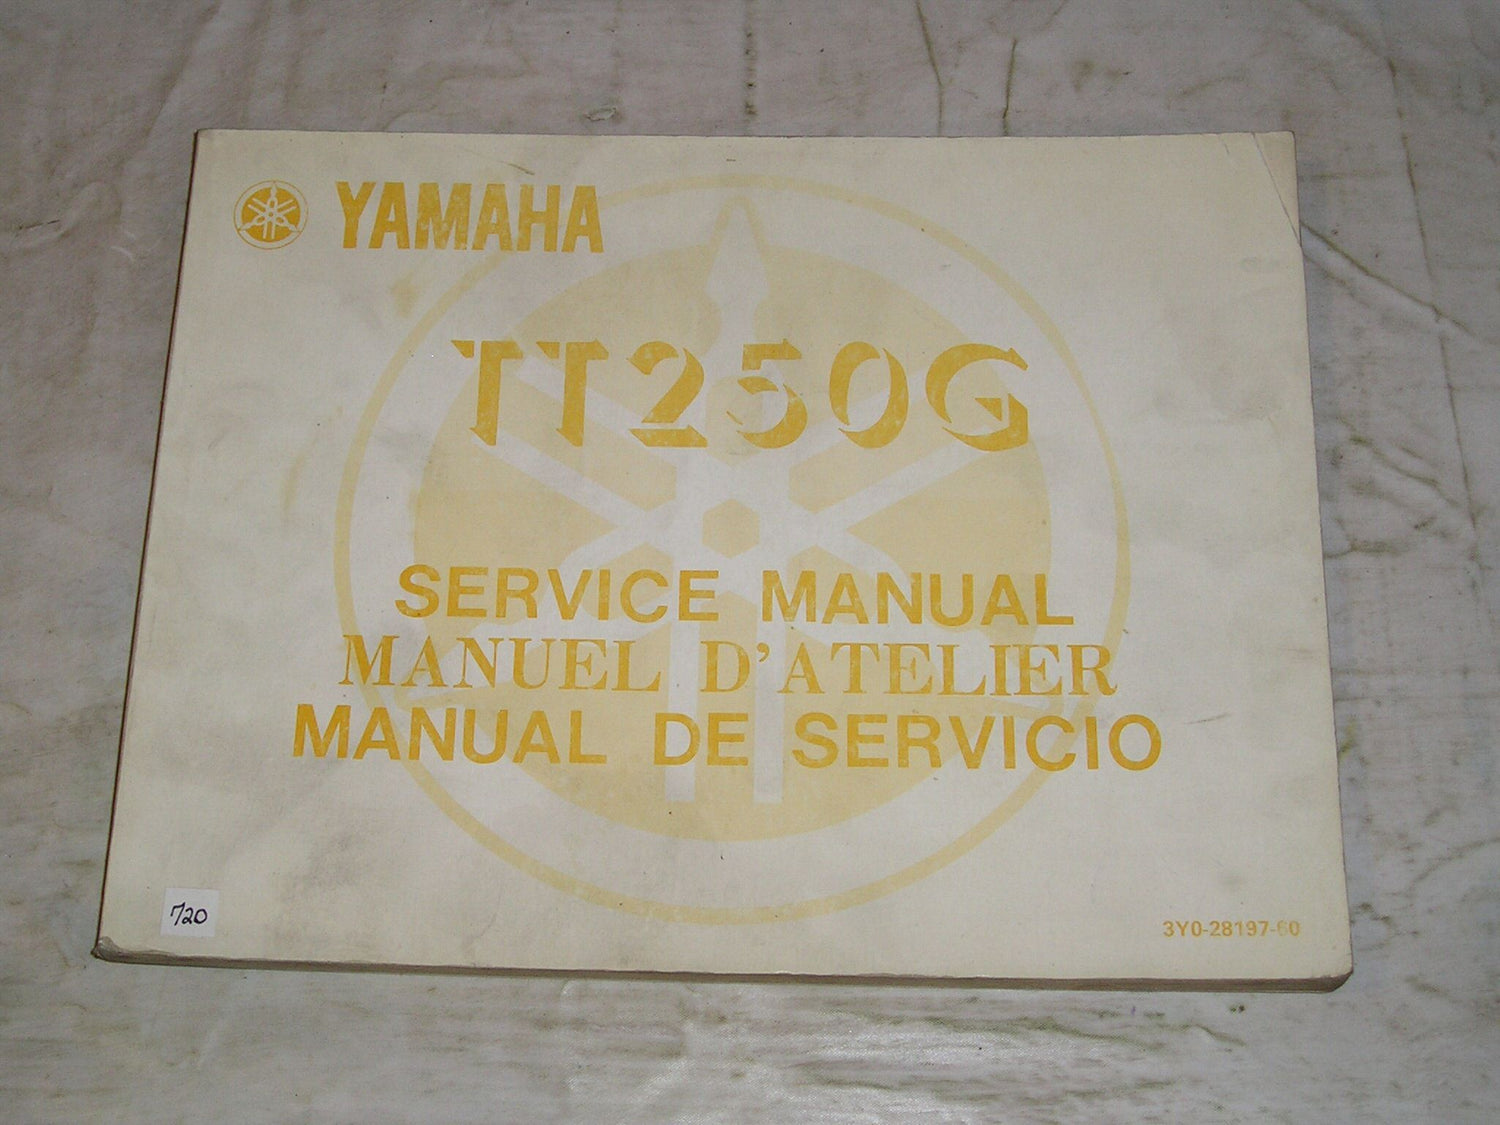 YAMAHA
TT250G
SERVICE MANUAL
MANUEL D'ATELIER
MANUAL DE SERVICIO
720
3Y0-28197-60